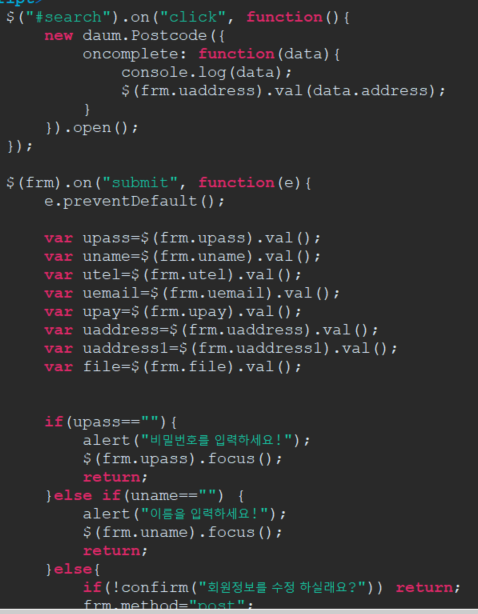 ript>
$("#search").on("click", function(){
    new daum.Postcode({
        oncomplete: function(data){
            console.log(data);
            $(frm.uaddress).val(data.address);
        }
    }).open();
});

$(frm).on("submit", function(e){
    e.preventDefault();

    var upass=$(frm.upass).val();
    var uname=$(frm.uname).val();
    var utel=$(frm.utel).val();
    var uemail=$(frm.uemail).val();
    var upay=$(frm.upay).val();
    var uaddress=$(frm.uaddress).val();
    var uaddress1=$(frm.uaddress1).val();
    var file=$(frm.file).val();

    if(upass==""){
        alert("비밀번호를 입력하세요!");
        $(frm.upass).focus();
        return;
    }else if(uname=="") {
        alert("이름을 입력하세요!");
        $(frm.uname).focus();
        return;
    }else{
        if(!confirm("회원정보를 수정 하실래요?")) return;
        frm.method="post";